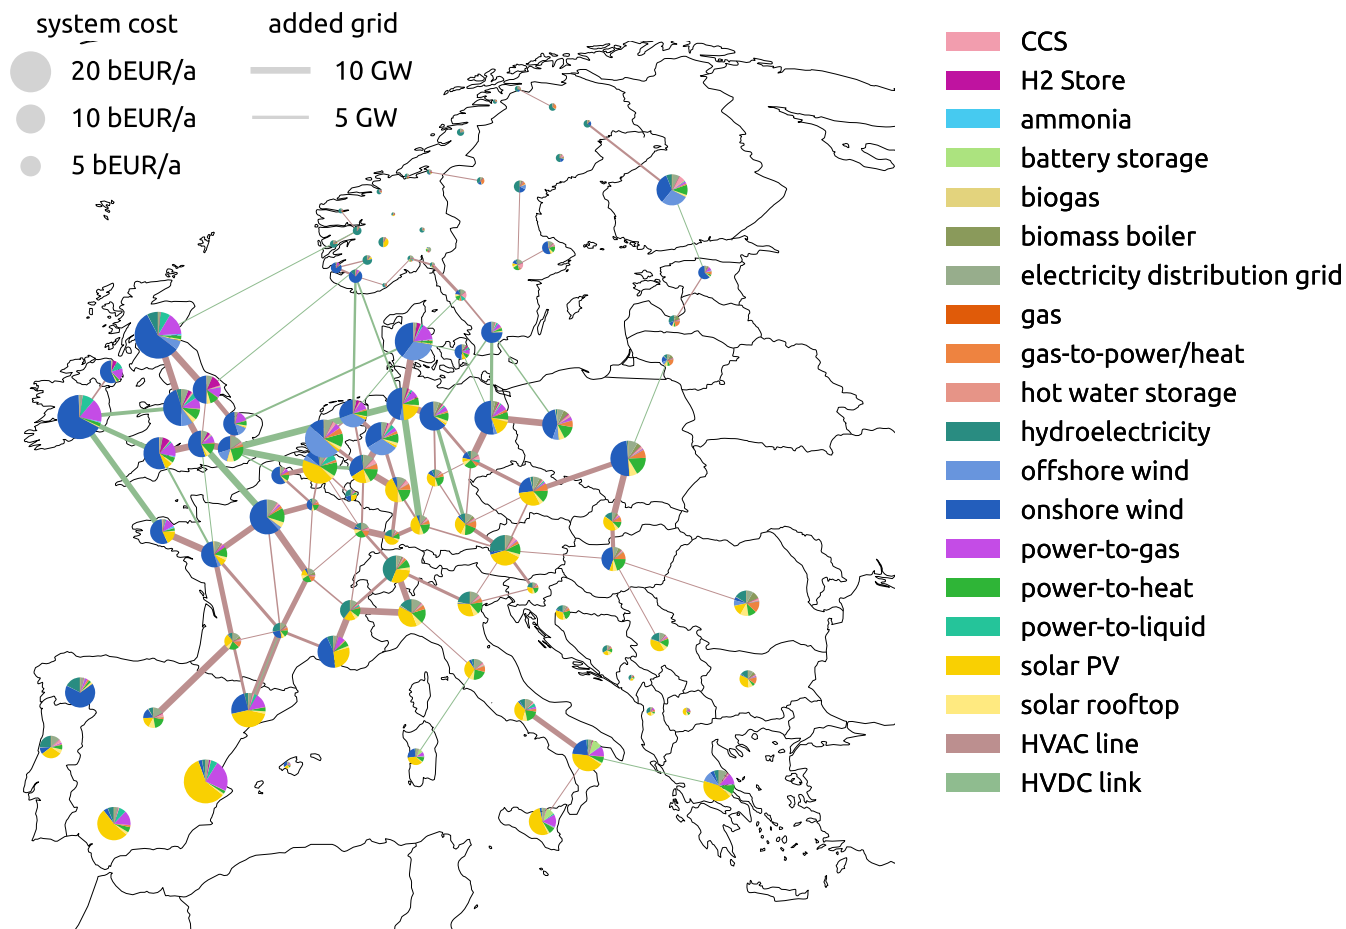 system cost
20 bEUR/a
10 bEUR/a
5 bEUR/a
added grid
10 GW
5 GW
CCS
H2 Store
ammonia
battery storage
biogas
biomass boiler
electricity distribution grid
gas
gas-to-power/heat
hot water storage
hydroelectricity
offshore wind
onshore wind
power-to-gas
power-to-heat
power-to-liquid
solar PV
solar rooftop
HVAC line
HVDC link